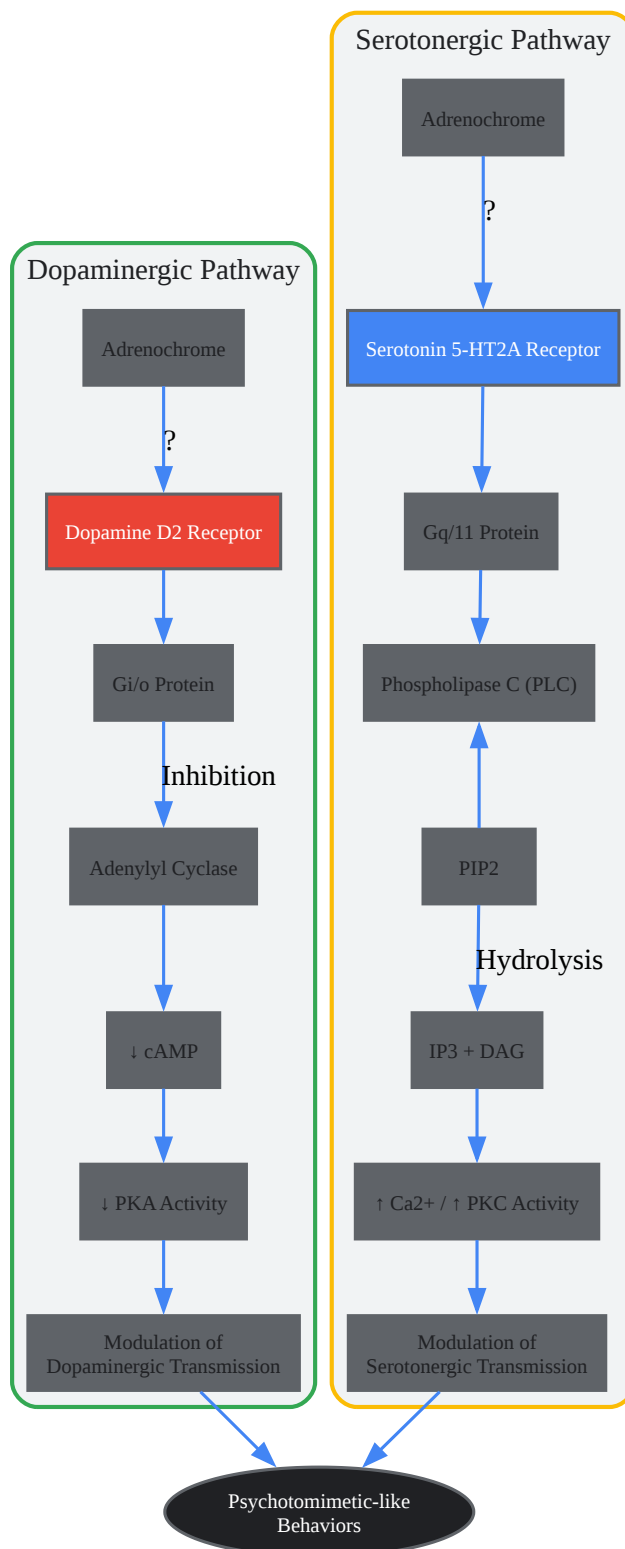 Dopaminergic Pathway
Adrenochrome
?
Dopamine D2 Receptor
Gi/o Protein
Inhibition
Adenylyl Cyclase
↓ cAMP
↓ PKA Activity
Modulation of
Dopaminergic Transmission
Serotonergic Pathway
Adrenochrome
?
Serotonin 5-HT2A Receptor
Gq/11 Protein
Phospholipase C (PLC)
PIP2
Hydrolysis
IP3 + DAG
↑ Ca2+ / ↑ PKC Activity
Modulation of
Serotonergic Transmission
Psychotomimetic-like
Behaviors